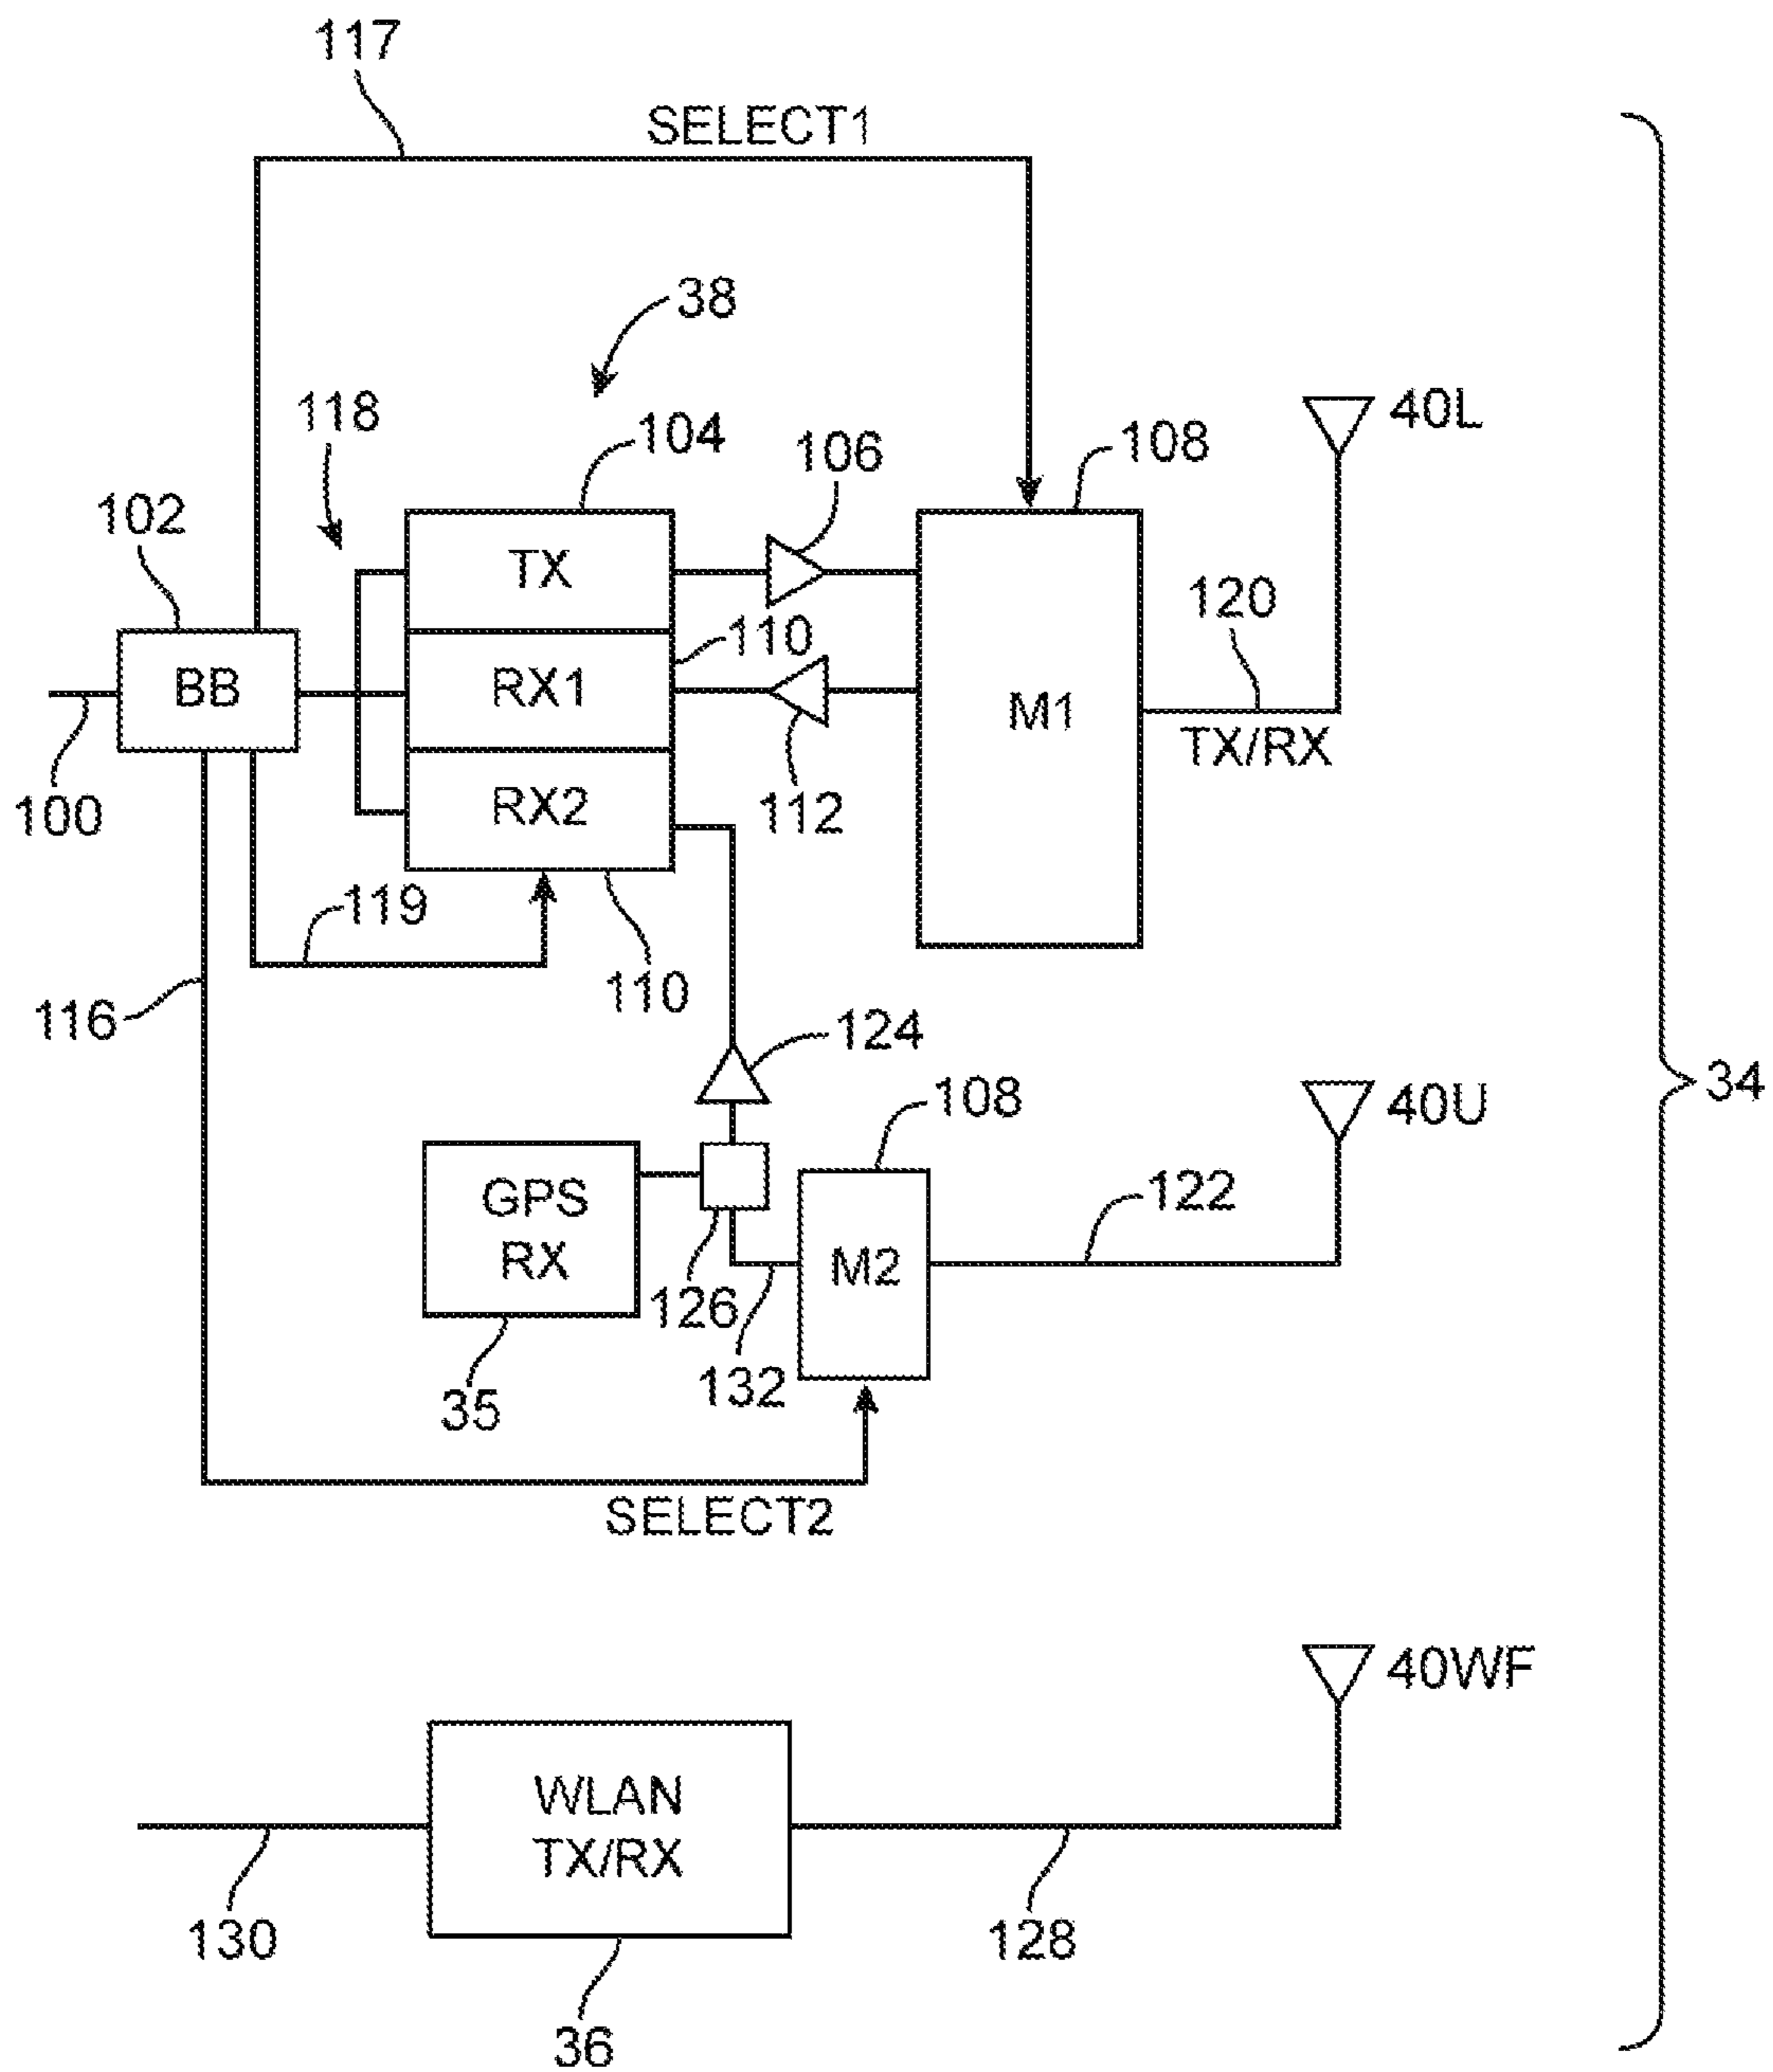 117
SELECT1
38
118
104
106
108
40L
102
TX
120
110
BB
RX1
M1
TX/RX
100
RX2
112
119
110
116
124
108
40U
34
GPS
RX
122
M2
126
132
35
SELECT2
40WF
WLAN
TX/RX
130
128
36